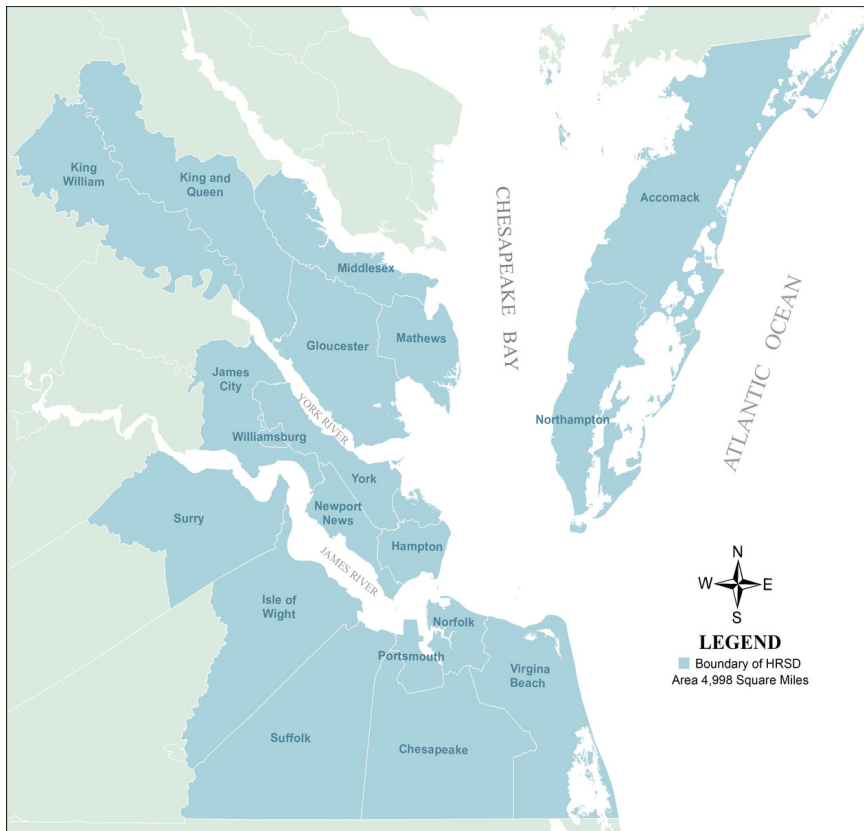 King
William
King and
Queen
Accomack
CHESAPEAKE BAY
Middlesex
Mathews
Gloucester
ATLANTIC OCEAN
James
City
YORK RIVER
Northampton
Williamsburg
York
Newport
News
Surry
Hampton
JAMES RIVER
Isle of
Wight
Norfolk
Portsmouth
Virgina
Beach
Suffolk
Chesapeake
N
W
E
S
LEGEND
Boundary of HRSD
Area 4,998 Square Miles